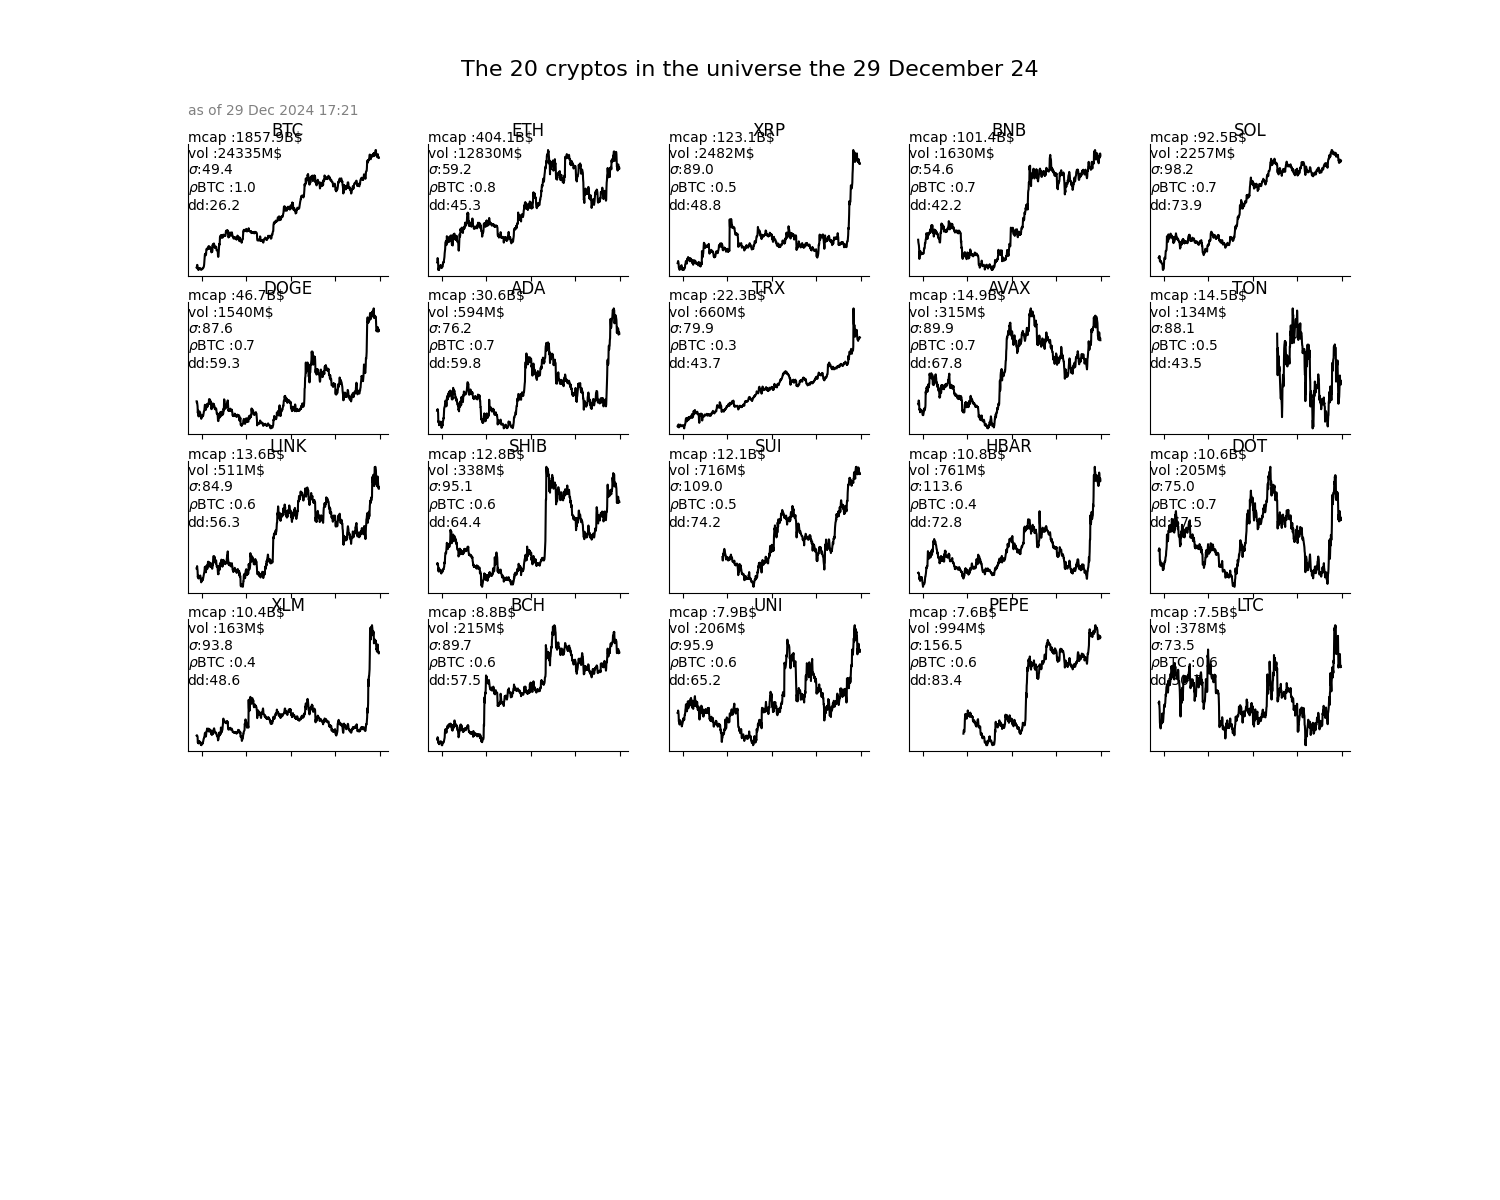 The 20 cryptos in the universe the 29 December 24
as of 29 Dec 2024 17:21
BTC
mcap :1857.9B$
vol :24335M$
σ:49.4
ρBTC :1.0
dd:26.2
ETH
mcap :404.1B$
vol :12830M$
σ:59.2
ρBTC :0.8
dd:45.3
XRP
mcap :123.1B$
vol :2482M$
σ:89.0
ρBTC :0.5
dd:48.8
BNB
mcap :101.4B$
vol :1630M$
σ:54.6
ρBTC :0.7
dd:42.2
SOL
mcap :92.5B$
vol :2257M$
σ:98.2
ρBTC :0.7
dd:73.9
DOGE
mcap :46.7B$
vol :1540M$
σ:87.6
ρBTC :0.7
dd:59.3
ADA
mcap :30.6B$
vol :594M$
σ:76.2
ρBTC :0.7
dd:59.8
TRX
mcap :22.3B$
vol :660M$
σ:79.9
ρBTC :0.3
dd:43.7
AVAX
mcap :14.9B$
vol :315M$
σ:89.9
ρBTC :0.7
dd:67.8
TON
mcap :14.5B$
vol :134M$
σ:88.1
ρBTC :0.5
dd:43.5
LINK
mcap :13.6B$
vol :511M$
σ:84.9
ρBTC :0.6
dd:56.3
SHIB
mcap :12.8B$
vol :338M$
σ:95.1
ρBTC :0.6
dd:64.4
SUI
mcap :12.1B$
vol :716M$
σ:109.0
ρBTC :0.5
dd:74.2
HBAR
mcap :10.8B$
vol :761M$
σ:113.6
ρBTC :0.4
dd:72.8
DOT
mcap :10.6B$
vol :205M$
σ:75.0
ρBTC :0.7
XLM
mcap :10.4B$
vol :163M$
σ:93.8
ρBTC :0.4
dd:48.6
BCH
mcap :8.8B$
vol :215M$
σ:89.7
ρBTC :0.6
dd:57.5
UNI
mcap :7.9B$
vol :206M$
σ:95.9
ρBTC :0.6
dd:65.2
PEPE
mcap :7.6B$
vol :994M$
σ:156.5
ρBTC :0.6
dd:83.4
LTC
mcap :7.5B$
vol :378M$
σ:73.5
ρBTC :0.6